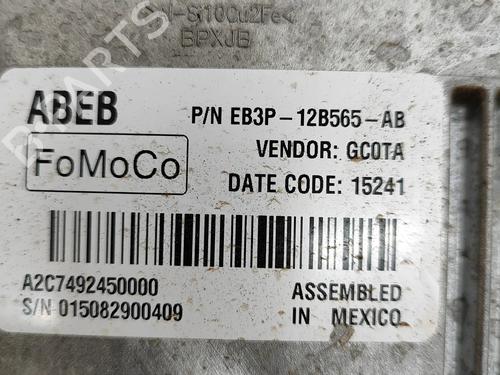 BPXJB
ABEB
P/N EB3P-12B565-AB
FoMoCo
VENDOR: GC0TA
DATE CODE: 15241
A2C7492450000
S/N 015082900409
ASSEMBLED
IN MEXICO